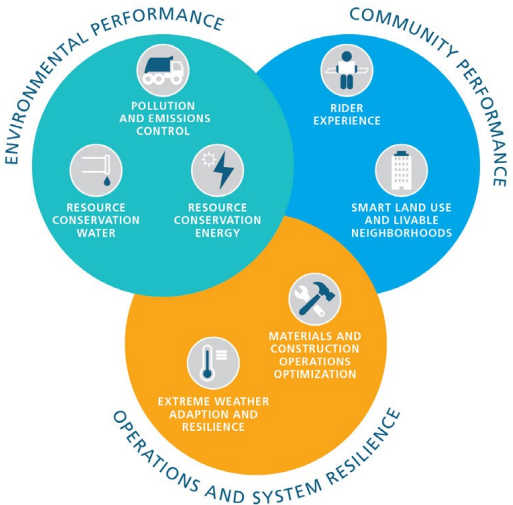 ENVIRONMENTAL PERFORMANCE
COMMUNITY PERFORMANCE
POLLUTION
AND EMISSIONS
CONTROL
RESOURCE
CONSERVATION
WATER
RESOURCE
CONSERVATION
ENERGY
RIDER
EXPERIENCE
SMART LAND USE
AND LIVABLE
NEIGHBORHOODS
MATERIALS AND
CONSTRUCTION
OPERATIONS
OPTIMIZATION
EXTREME WEATHER
ADAPTION AND
RESILIENCE
OPERATIONS AND SYSTEM RESILIENCE